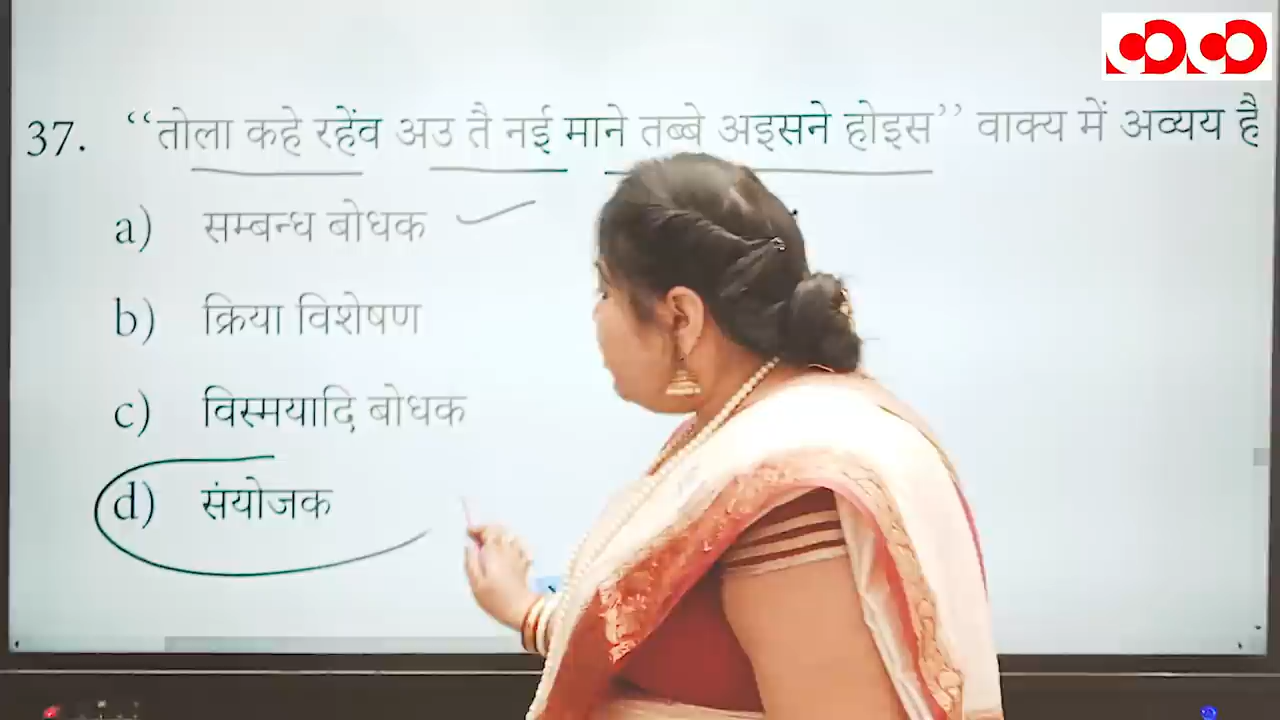 37. “तोला कहे रहेंव अउ तै नई माने तब्बे अइसने होइस” वाक्य में अव्यय है
a) सम्बन्ध बोधक
b) क्रिया विशेषण
c) विस्मयादि बोधक
d) संयोजक